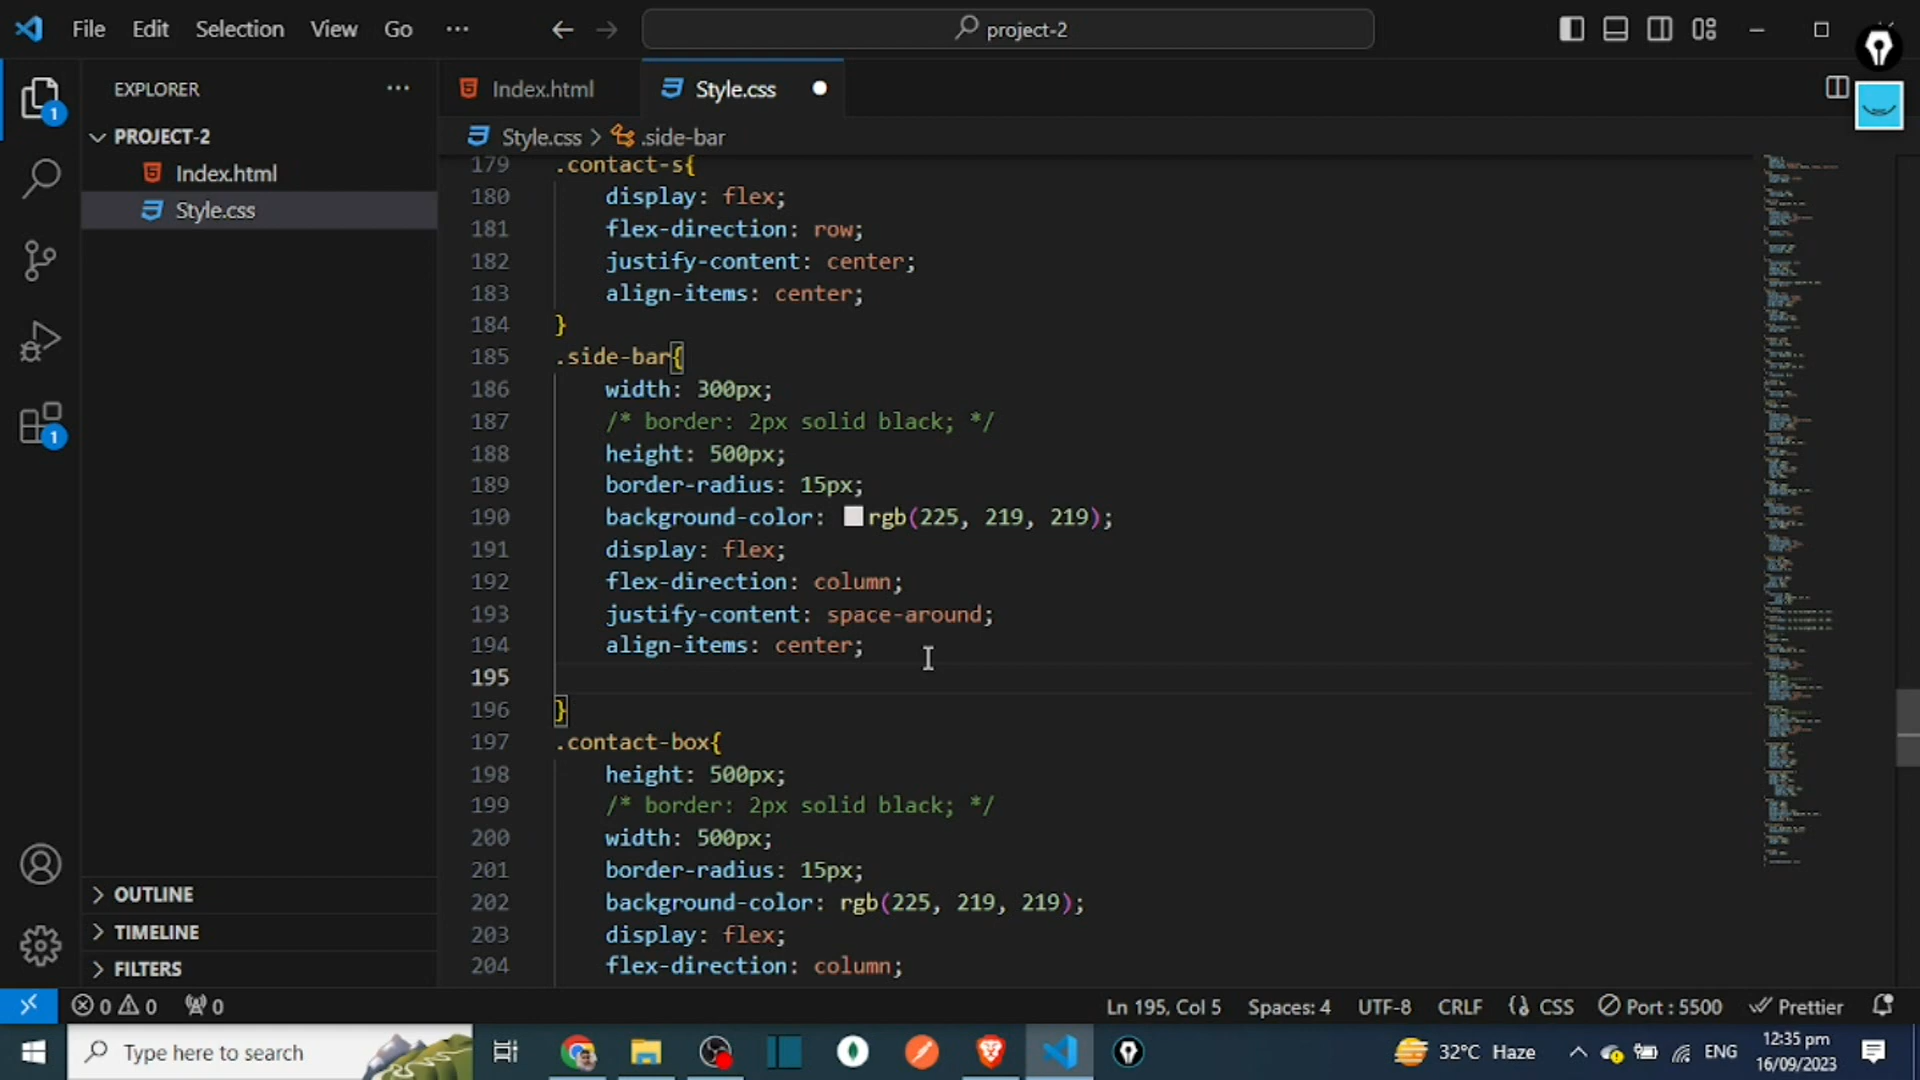 File Edit Selection View Go ··· project-2
EXPLORER ··· Index.html Style.css
PROJECT-2
Index.html
Style.css
Style.css > .side-bar
179 .contact-s{
180 display: flex;
181 flex-direction: row;
182 justify-content: center;
183 align-items: center;
184 }
185 .side-bar{
186 width: 300px;
187 /* border: 2px solid black; */
188 height: 500px;
189 border-radius: 15px;
190 background-color: rgb(225, 219, 219);
191 display: flex;
192 flex-direction: column;
193 justify-content: space-around;
194 align-items: center;
195
196 }
197 .contact-box{
198 height: 500px;
199 /* border: 2px solid black; */
200 width: 500px;
201 border-radius: 15px;
202 background-color: rgb(225, 219, 219);
203 display: flex;
204 flex-direction: column;
1
1
OUTLINE
TIMELINE
FILTERS
0 0 0 Ln 195, Col 5 Spaces: 4 UTF-8 CRLF {} CSS Port : 5500 Prettier
Type here to search 32°C Haze ENG 12:35 pm
16/09/2023